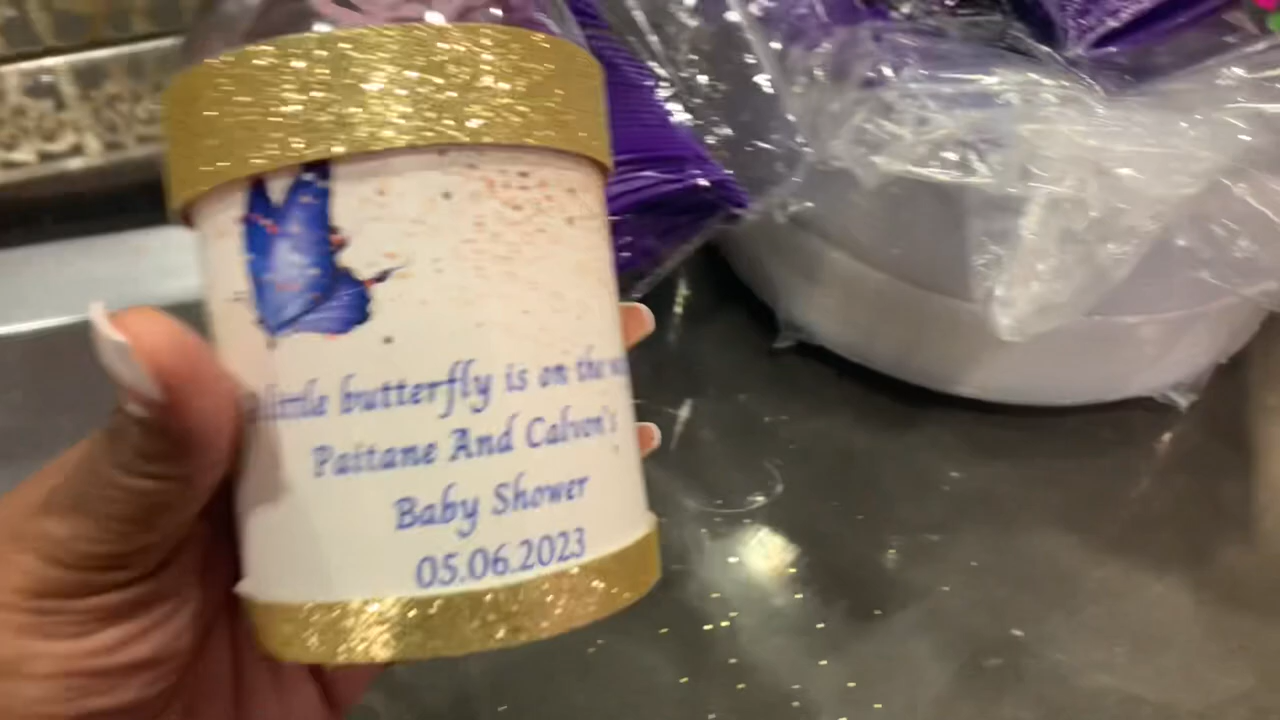 little butterfly is on the
Paitane And Calvon's
Baby Shower
05.06.2023